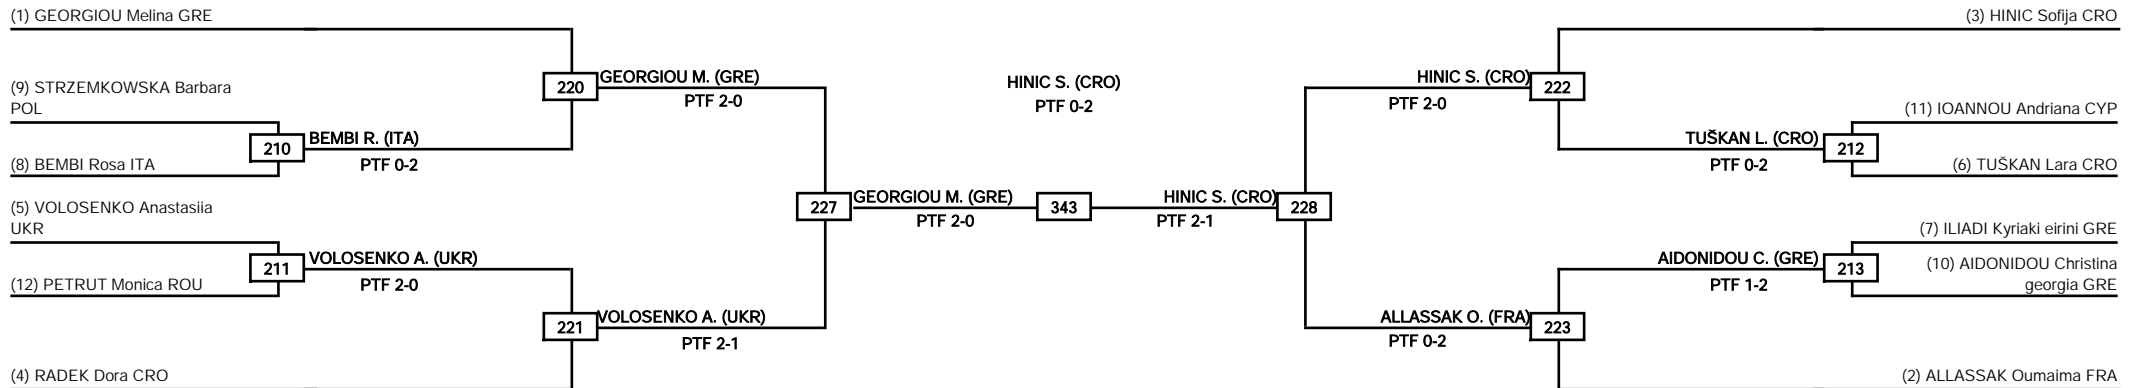 (1) GEORGIOU Melina GRE
(3) HINIC Sofija CRO
220
GEORGIOU M. (GRE)
PTF 2-0
HINIC S. (CRO)
PTF 0-2
HINIC S. (CRO)
PTF 2-0
222
(9) STRZEMKOWSKA Barbara
POL
(11) IOANNOU Andriana CYP
210
BEMBI R. (ITA)
PTF 0-2
TUŠKAN L. (CRO)
PTF 0-2
212
(8) BEMBI Rosa ITA
(6) TUŠKAN Lara CRO
227
GEORGIOU M. (GRE)
PTF 2-0
343
HINIC S. (CRO)
PTF 2-1
228
(5) VOLOSENKO Anastasiia
UKR
(7) ILIADI Kyriaki eirini GRE
211
VOLOSENKO A. (UKR)
PTF 2-0
AIDONIDOU C. (GRE)
PTF 1-2
213
(12) PETRUT Monica ROU
(10) AIDONIDOU Christina
georgia GRE
221
VOLOSENKO A. (UKR)
PTF 2-1
ALLASSAK O. (FRA)
PTF 0-2
223
(4) RADEK Dora CRO
(2) ALLASSAK Oumaima FRA